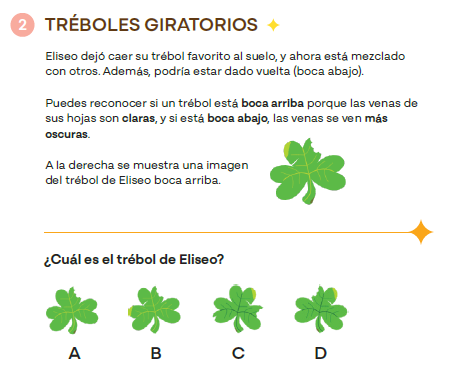 2 TRÉBOLES GIRATORIOS
Eliseo dejó caer su trébol favorito al suelo, y ahora está mezclado
con otros. Además, podría estar dado vuelta (boca abajo).
Puedes reconocer si un trébol está boca arriba porque las venas de
sus hojas son claras, y si está boca abajo, las venas se ven más
oscuras.
A la derecha se muestra una imagen
del trébol de Eliseo boca arriba.
¿Cuál es el trébol de Eliseo?
A B C D